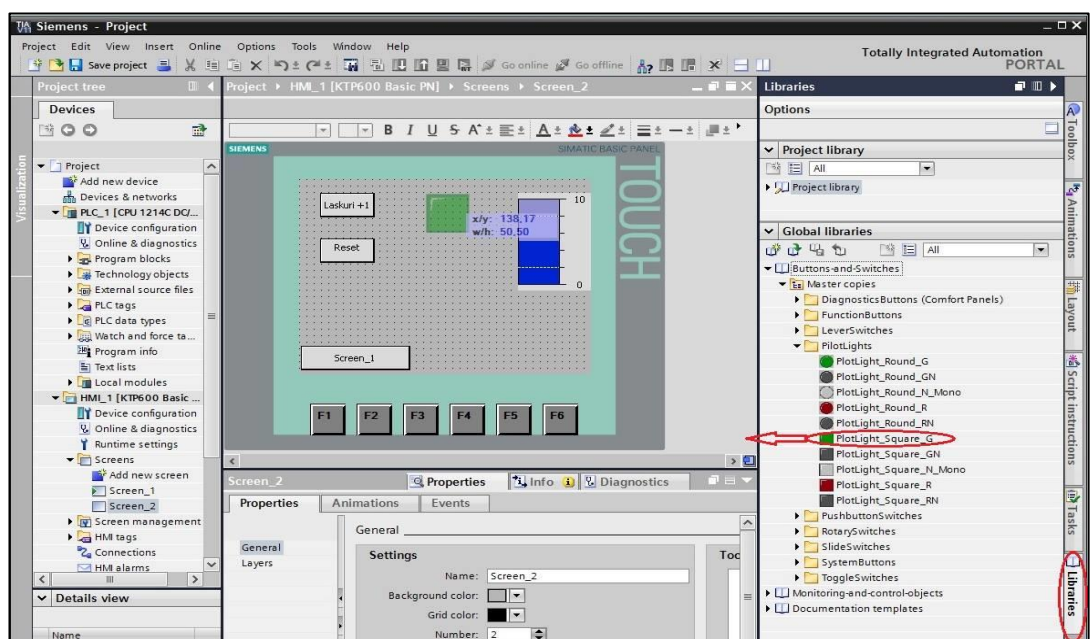 Siemens - Project
Project Edit View Insert Online Options Tools Window Help
Totally Integrated Automation
PORTAL
Save project
Go online Go offline
Project tree
Project HMI_1 [KTP600 Basic PN] Screens Screen_2
Libraries
Devices
Options
B I U S A
Visualization
Project
Add new device
Devices & networks
PLC_1 [CPU 1214C DC/...
Device configuration
Online & diagnostics
Program blocks
Technology objects
External source files
PLC tags
PLC data types
Watch and force ta...
Program info
Text lists
Local modules
HMI_1 [KTP600 Basic ...
Device configuration
Online & diagnostics
Runtime settings
Screens
Add new screen
Screen_1
Screen_2
Screen management
HMI tags
Connections
HMI alarms
Details view
Name
SIEMENS
SIMATIC BASIC PANEL
TOUCH
Laskuri +1
x/y: 138,17
w/h: 50,50
10
Reset
0
Screen_1
F1 F2 F3 F4 F5 F6
Screen_2
Properties Info Diagnostics
Properties Animations Events
General
Layers
General
Settings
Name: Screen_2
Background color:
Grid color:
Number: 2
Too
Project library
All
Project library
Global libraries
All
Buttons-and-Switches
Master copies
DiagnosticsButtons (Comfort Panels)
FunctionButtons
LeverSwitches
PilotLights
PlotLight_Round_G
PlotLight_Round_GN
PlotLight_Round_N_Mono
PlotLight_Round_R
PlotLight_Round_RN
PlotLight_Square_G
PlotLight_Square_GN
PlotLight_Square_N_Mono
PlotLight_Square_R
PlotLight_Square_RN
PushbuttonSwitches
RotarySwitches
SlideSwitches
SystemButtons
ToggleSwitches
Monitoring-and-control-objects
Documentation templates
Toolbox
Animations
Layout
Script instructions
Tasks
Libraries